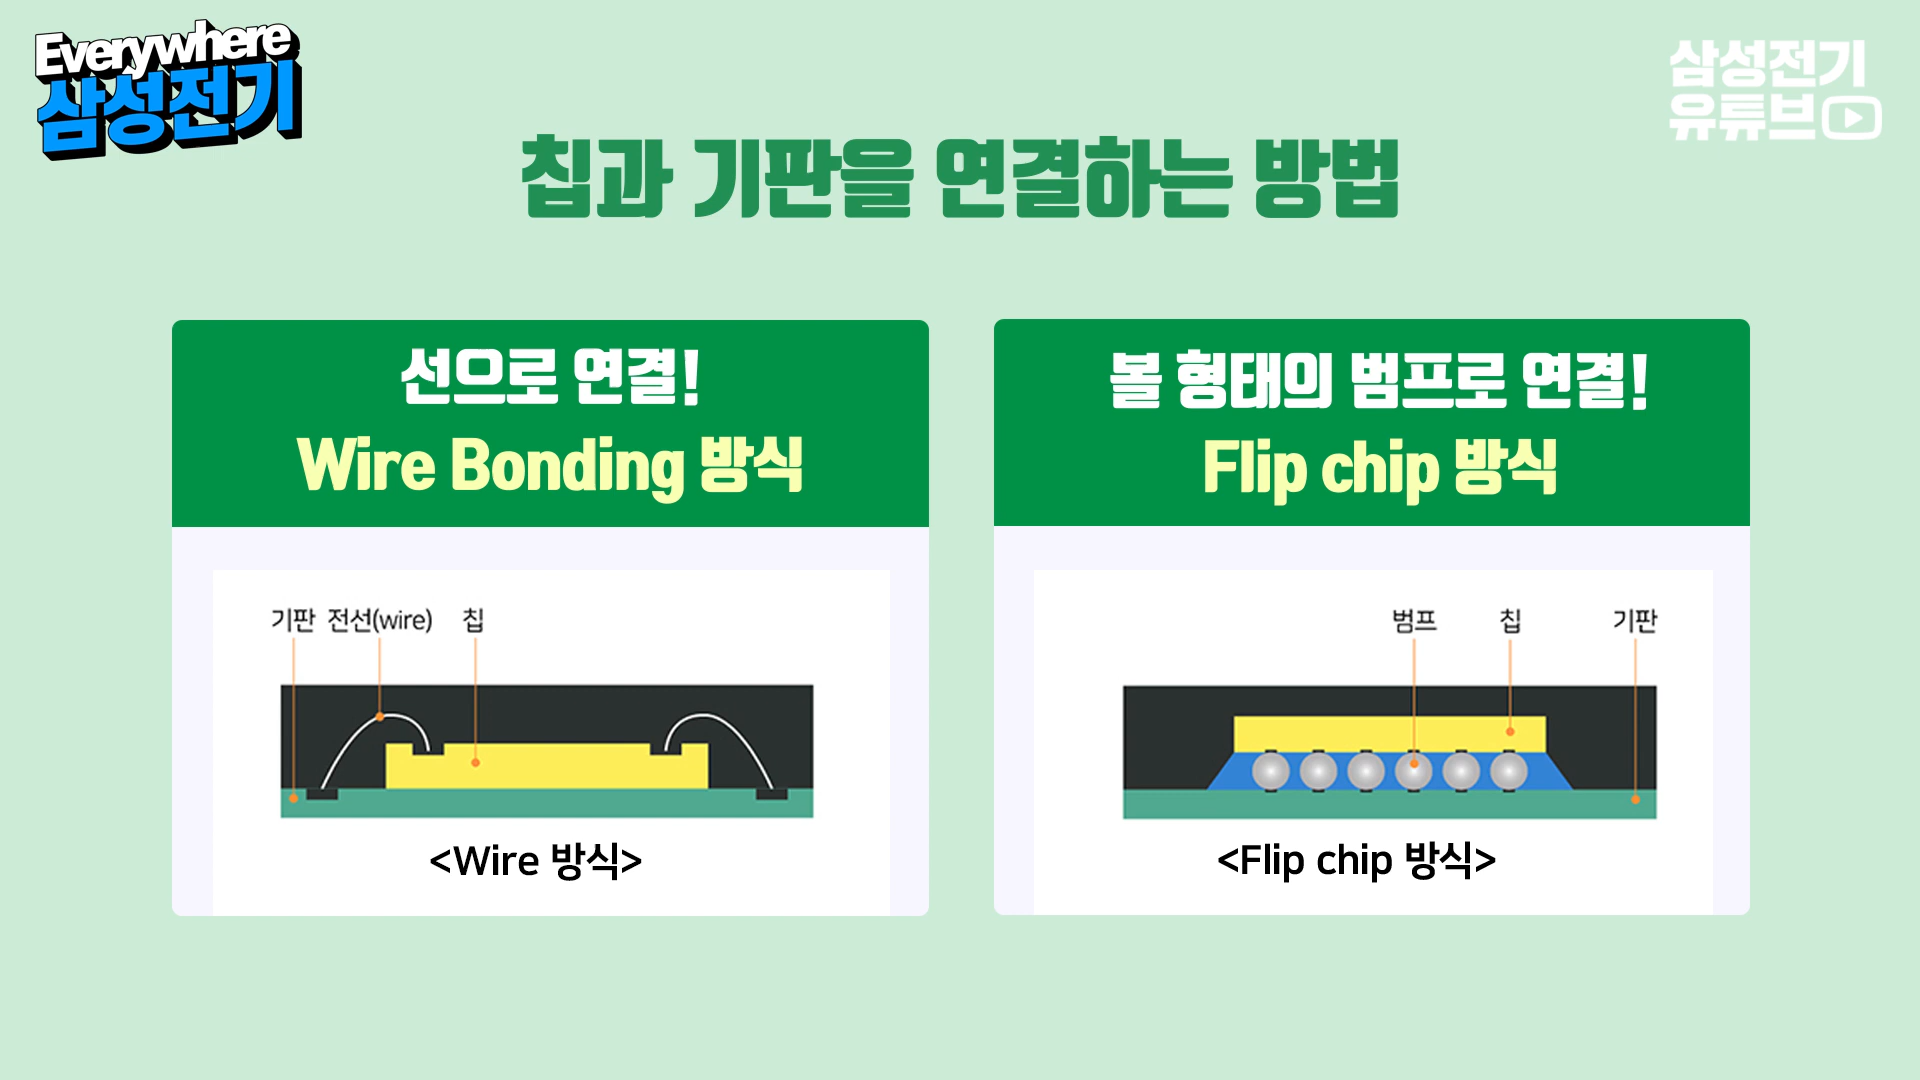 Everywhere
삼성전기
삼성전기
유튜브
칩과 기판을 연결하는 방법
선으로 연결!
Wire Bonding 방식
기판 전선(wire) 칩
<Wire 방식>
볼 형태의 범프로 연결!
Flip chip 방식
범프 칩 기판
<Flip chip 방식>